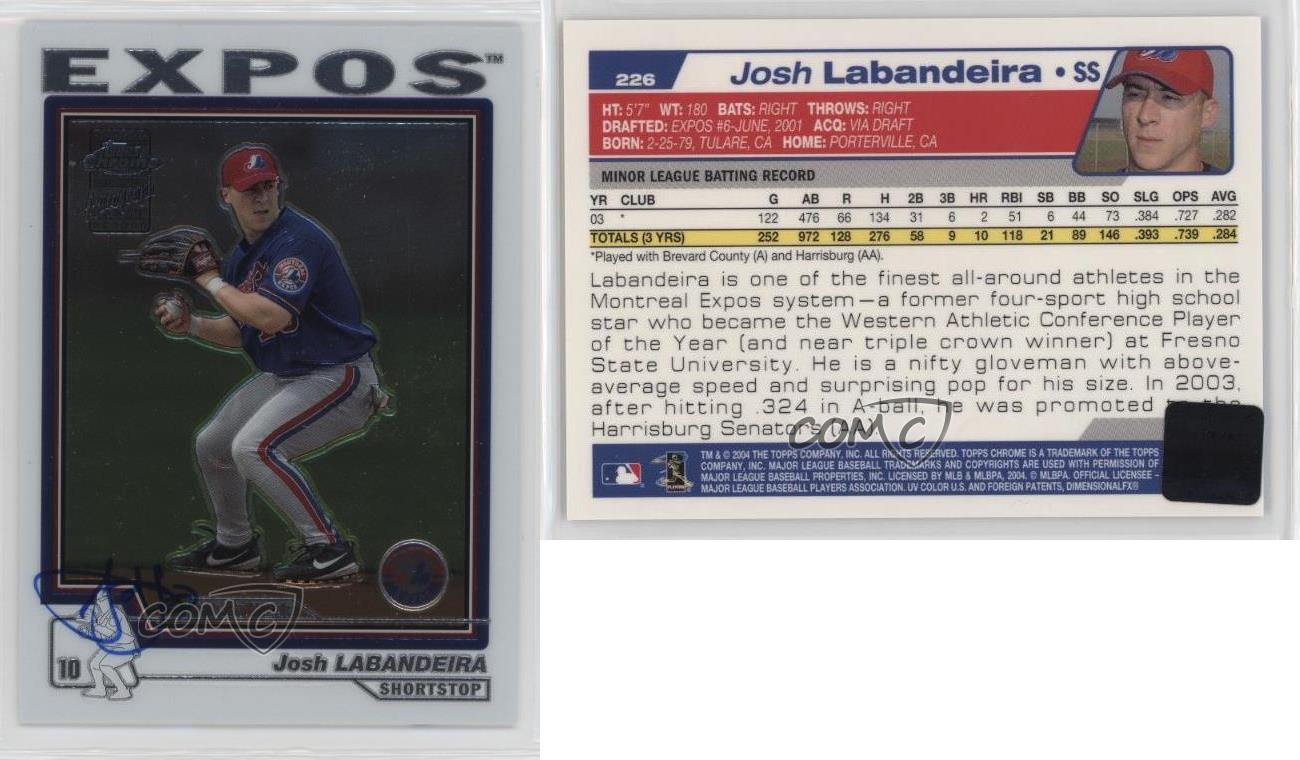 EXPOS™
Topps
Chrome
MONTREAL
EXPOS
COMC
10
Josh LABANDEIRA
SHORTSTOP
226
Josh Labandeira • SS
HT: 5'7" WT: 180 BATS: RIGHT THROWS: RIGHT
DRAFTED: EXPOS #6-JUNE, 2001 ACQ: VIA DRAFT
BORN: 2-25-79, TULARE, CA HOME: PORTERVILLE, CA
MINOR LEAGUE BATTING RECORD
YR CLUB G AB R H 2B 3B HR RBI SB BB SO SLG OPS AVG
03 * 122 476 66 134 31 6 2 51 6 44 73 .384 .727 .282
TOTALS (3 YRS) 252 972 128 276 58 9 10 118 21 89 146 .393 .739 .284
*Played with Brevard County (A) and Harrisburg (AA).
Labandeira is one of the finest all-around athletes in the
Montreal Expos system—a former four-sport high school
star who became the Western Athletic Conference Player
of the Year (and near triple crown winner) at Fresno
State University. He is a nifty gloveman with above-
average speed and surprising pop for his size. In 2003,
after hitting .324 in A-ball, he was promoted to the
Harrisburg Senators (AA).
COMC
TM & © 2004 THE TOPPS COMPANY, INC. ALL RIGHTS RESERVED. TOPPS CHROME IS A TRADEMARK OF THE TOPPS
COMPANY, INC. MAJOR LEAGUE BASEBALL TRADEMARKS AND COPYRIGHTS ARE USED WITH PERMISSION OF
MAJOR LEAGUE BASEBALL PROPERTIES, INC. LICENSED BY MLB & MLBPA, 2004. © MLBPA. OFFICIAL LICENSEE –
MAJOR LEAGUE BASEBALL PLAYERS ASSOCIATION. UV COLOR U.S. AND FOREIGN PATENTS, DIMENSIONALFX®